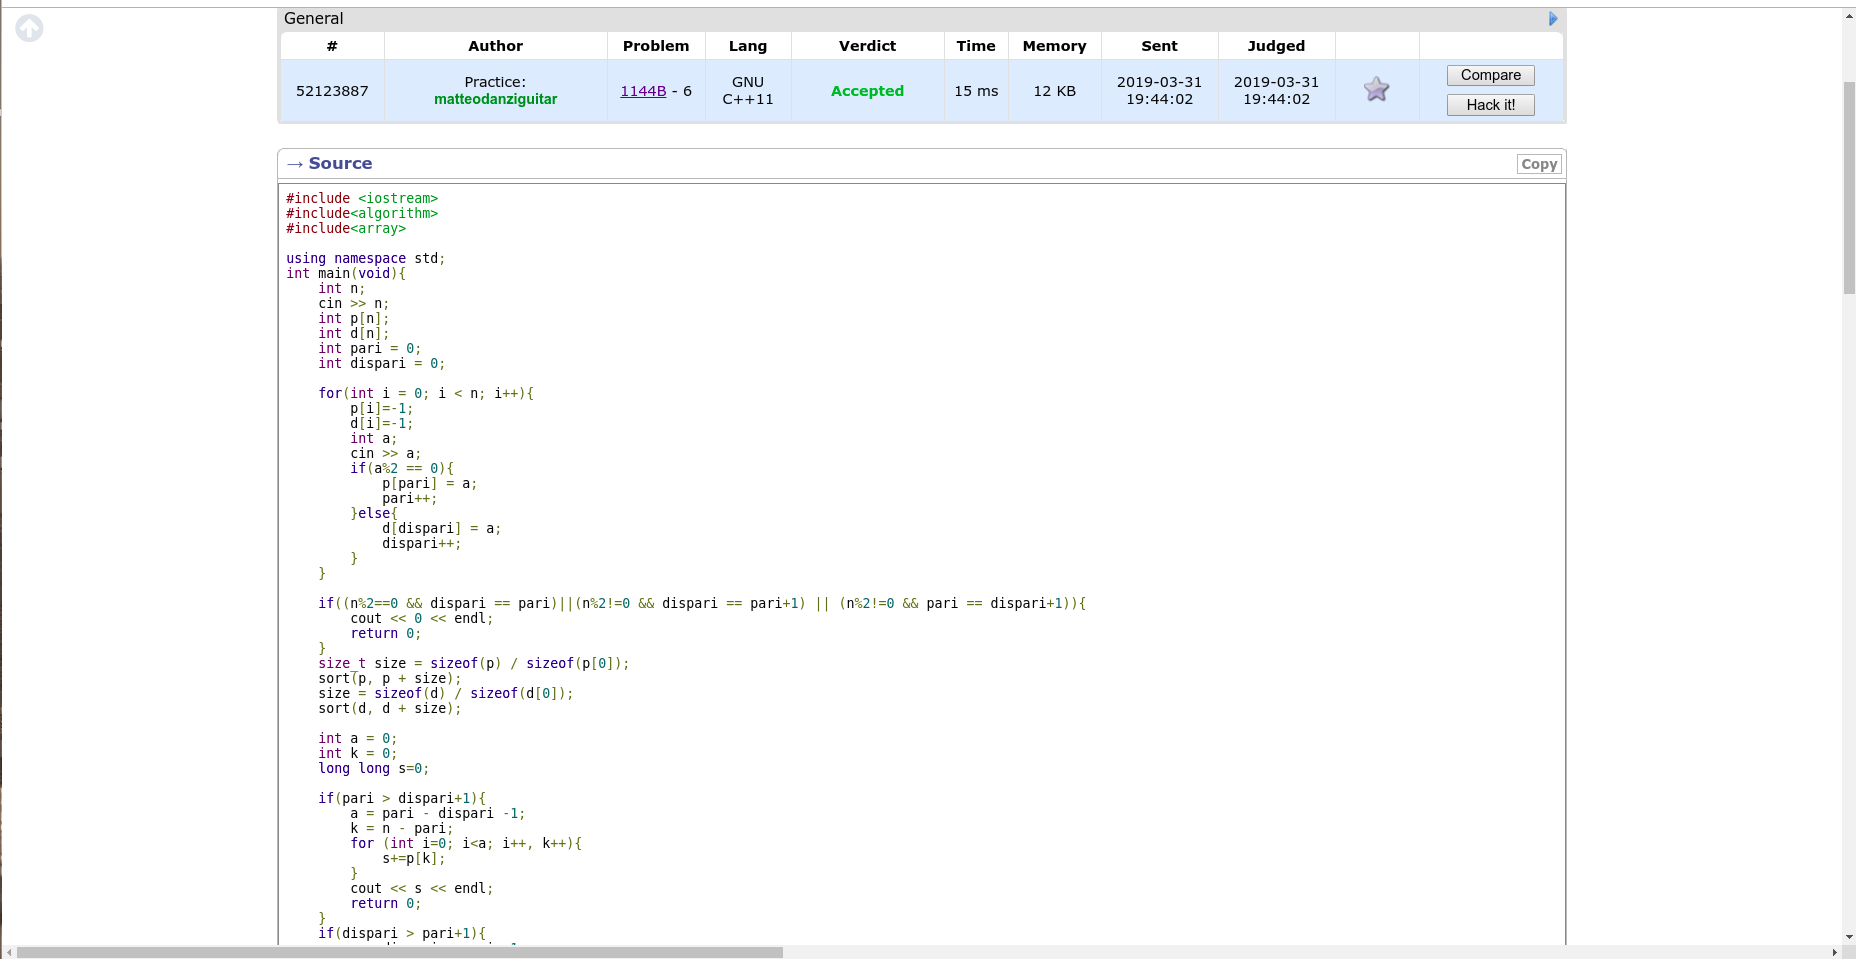 General
# Author Problem Lang Verdict Time Memory Sent Judged
52123887 Practice: matteodanziguitar 1144B - 6 GNU C++11 Accepted 15 ms 12 KB 2019-03-31 19:44:02 2019-03-31 19:44:02 Compare
Hack it!
→ Source Copy
#include <iostream>
#include<algorithm>
#include<array>
using namespace std;
int main(void){
    int n;
    cin >> n;
    int p[n];
    int d[n];
    int pari = 0;
    int dispari = 0;
    for(int i = 0; i < n; i++){
        p[i]=-1;
        d[i]=-1;
        int a;
        cin >> a;
        if(a%2 == 0){
            p[pari] = a;
            pari++;
        }else{
            d[dispari] = a;
            dispari++;
        }
    }
    if((n%2==0 && dispari == pari)||(n%2!=0 && dispari == pari+1) || (n%2!=0 && pari == dispari+1)){
        cout << 0 << endl;
        return 0;
    }
    size_t size = sizeof(p) / sizeof(p[0]);
    sort(p, p + size);
    size = sizeof(d) / sizeof(d[0]);
    sort(d, d + size);
    int a = 0;
    int k = 0;
    long long s=0;
    if(pari > dispari+1){
        a = pari - dispari -1;
        k = n - pari;
        for (int i=0; i<a; i++, k++){
            s+=p[k];
        }
        cout << s << endl;
        return 0;
    }
    if(dispari > pari+1){